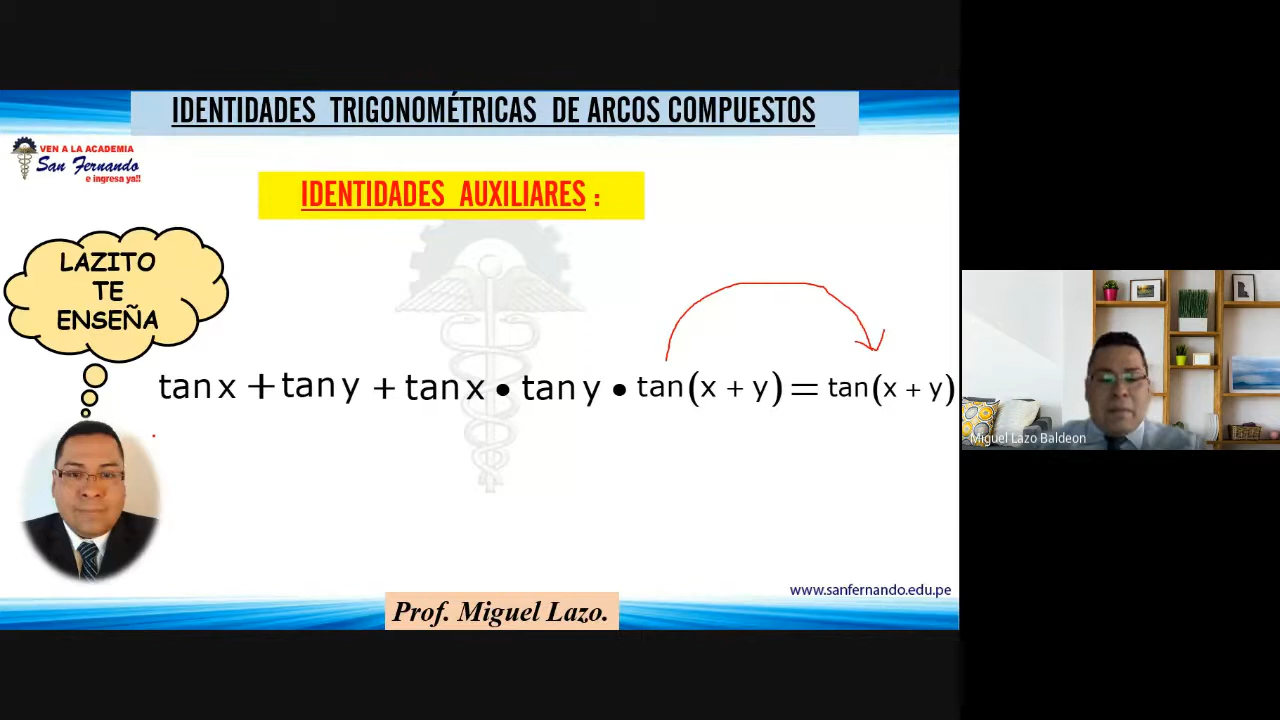 IDENTIDADES TRIGONOMÉTRICAS DE ARCOS COMPUESTOS
VEN A LA ACADEMIA
San Fernando
e ingresa ya!!
IDENTIDADES AUXILIARES :
LAZITO
TE
ENSEÑA
tan x + tan y + tan x • tan y • tan(x + y) = tan(x + y)
Miguel Lazo Baldeon
www.sanfernando.edu.pe
Prof. Miguel Lazo.